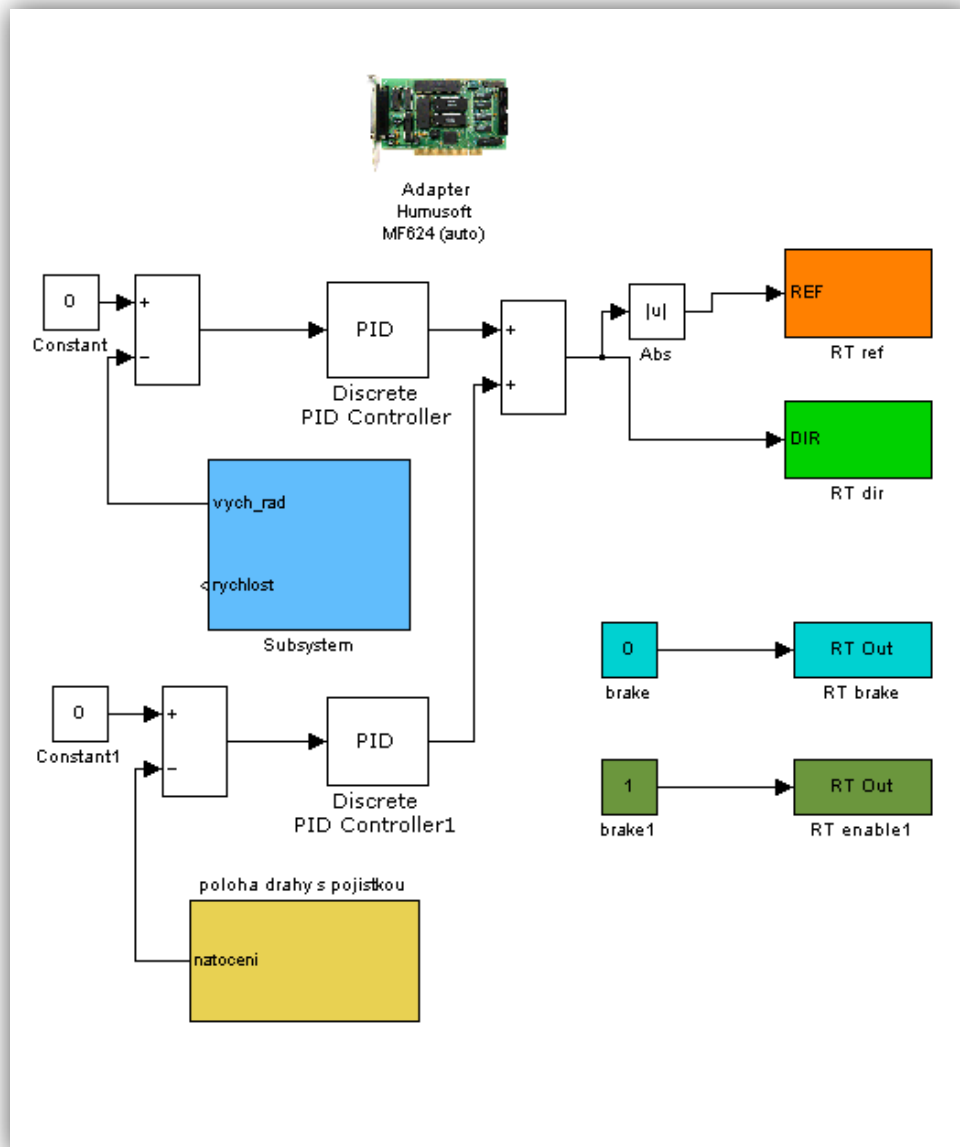 Adapter
Humusoft
MF624 (auto)
0
Constant
+
−
PID
Discrete
PID Controller
+
+
|u|
Abs
REF
RT ref
DIR
RT dir
vych_rad
rychlost
Subsystem
0
brake
RT Out
RT brake
0
Constant1
+
−
PID
Discrete
PID Controller1
1
brake1
RT Out
RT enable1
poloha drahy s pojistkou
natoceni